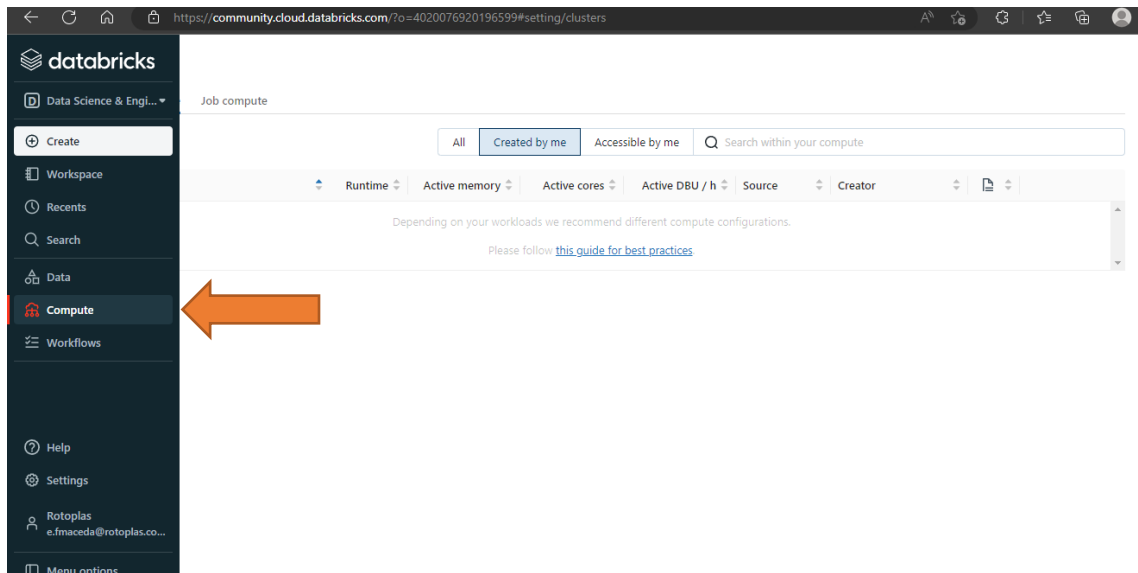 https://community.cloud.databricks.com/?o=4020076920196599#setting/clusters
databricks
D Data Science & Engi...
Job compute
Create
All Created by me Accessible by me Search within your compute
Workspace
Runtime Active memory Active cores Active DBU / h Source Creator
Recents
Depending on your workloads we recommend different compute configurations.
Search
Please follow this guide for best practices
Data
Compute
Workflows
Help
Settings
Rotoplas
e.fmaceda@rotoplas.co...
Menu options